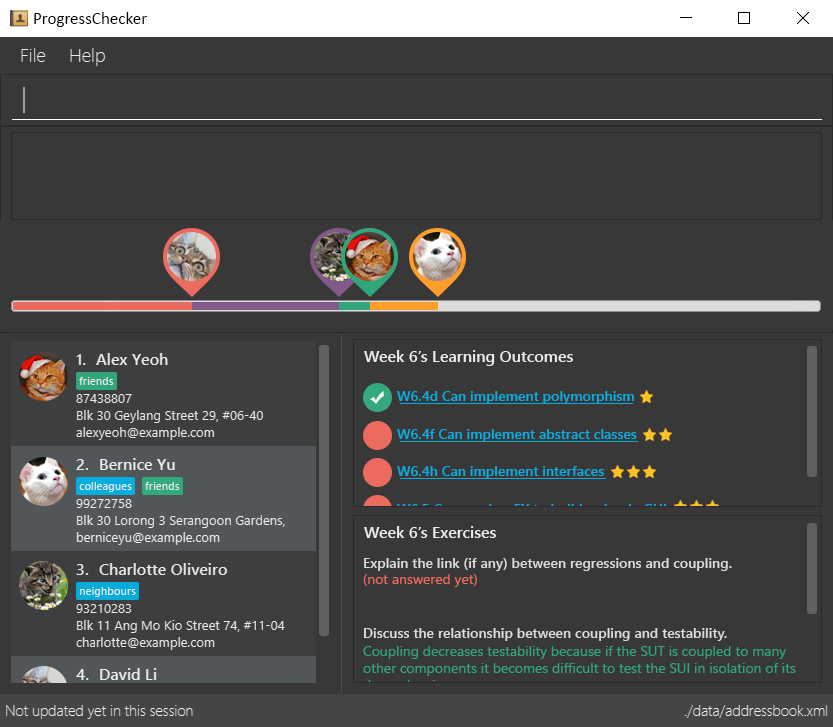 ProgressChecker
File Help
1. Alex Yeoh
friends
87438807
Blk 30 Geylang Street 29, #06-40
alexyeoh@example.com
2. Bernice Yu
colleagues friends
99272758
Blk 30 Lorong 3 Serangoon Gardens,
berniceyu@example.com
3. Charlotte Oliveiro
neighbours
93210283
Blk 11 Ang Mo Kio Street 74, #11-04
charlotte@example.com
4. David Li
Week 6's Learning Outcomes
W6.4d Can implement polymorphism
W6.4f Can implement abstract classes
W6.4h Can implement interfaces
Week 6's Exercises
Explain the link (if any) between regressions and coupling.
(not answered yet)
Discuss the relationship between coupling and testability.
Coupling decreases testability because if the SUT is coupled to many
other components it becomes difficult to test the SUI in isolation of its
Not updated yet in this session
./data/addressbook.xml